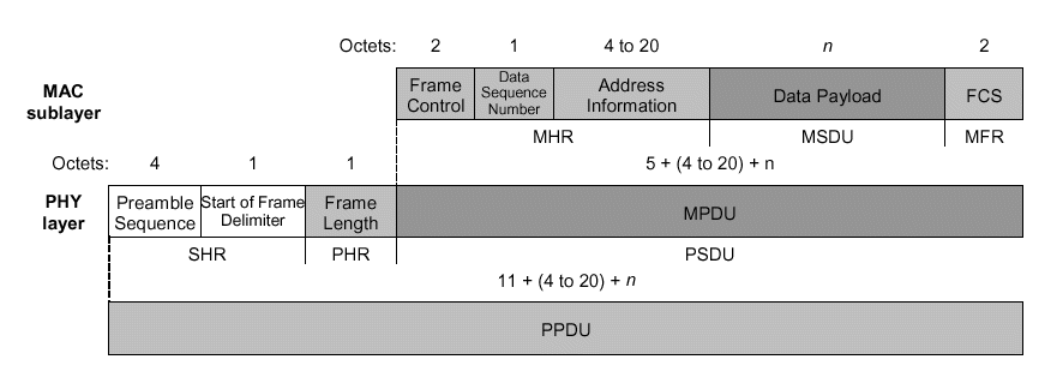 Octets: 2 1 4 to 20 n 2
MAC sublayer
Frame Control
Data Sequence Number
Address Information
Data Payload
FCS
MHR MSDU MFR
Octets: 4 1 1 5 + (4 to 20) + n
PHY layer
Preamble Sequence
Start of Frame Delimiter
Frame Length
MPDU
SHR PHR PSDU
11 + (4 to 20) + n
PPDU